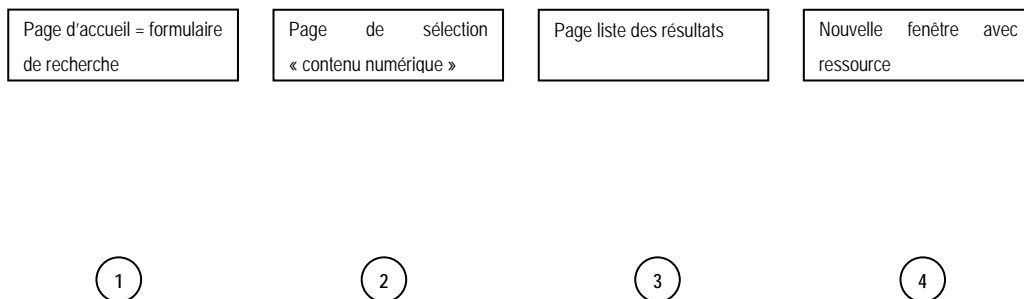 Page d'accueil = formulaire
de recherche
Page de sélection
« contenu numérique »
Page liste des résultats
Nouvelle fenêtre avec
ressource
1
2
3
4